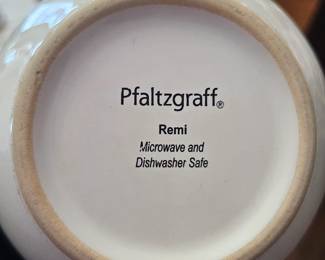 Pfaltzgraff®
Remi
Microwave and
Dishwasher Safe